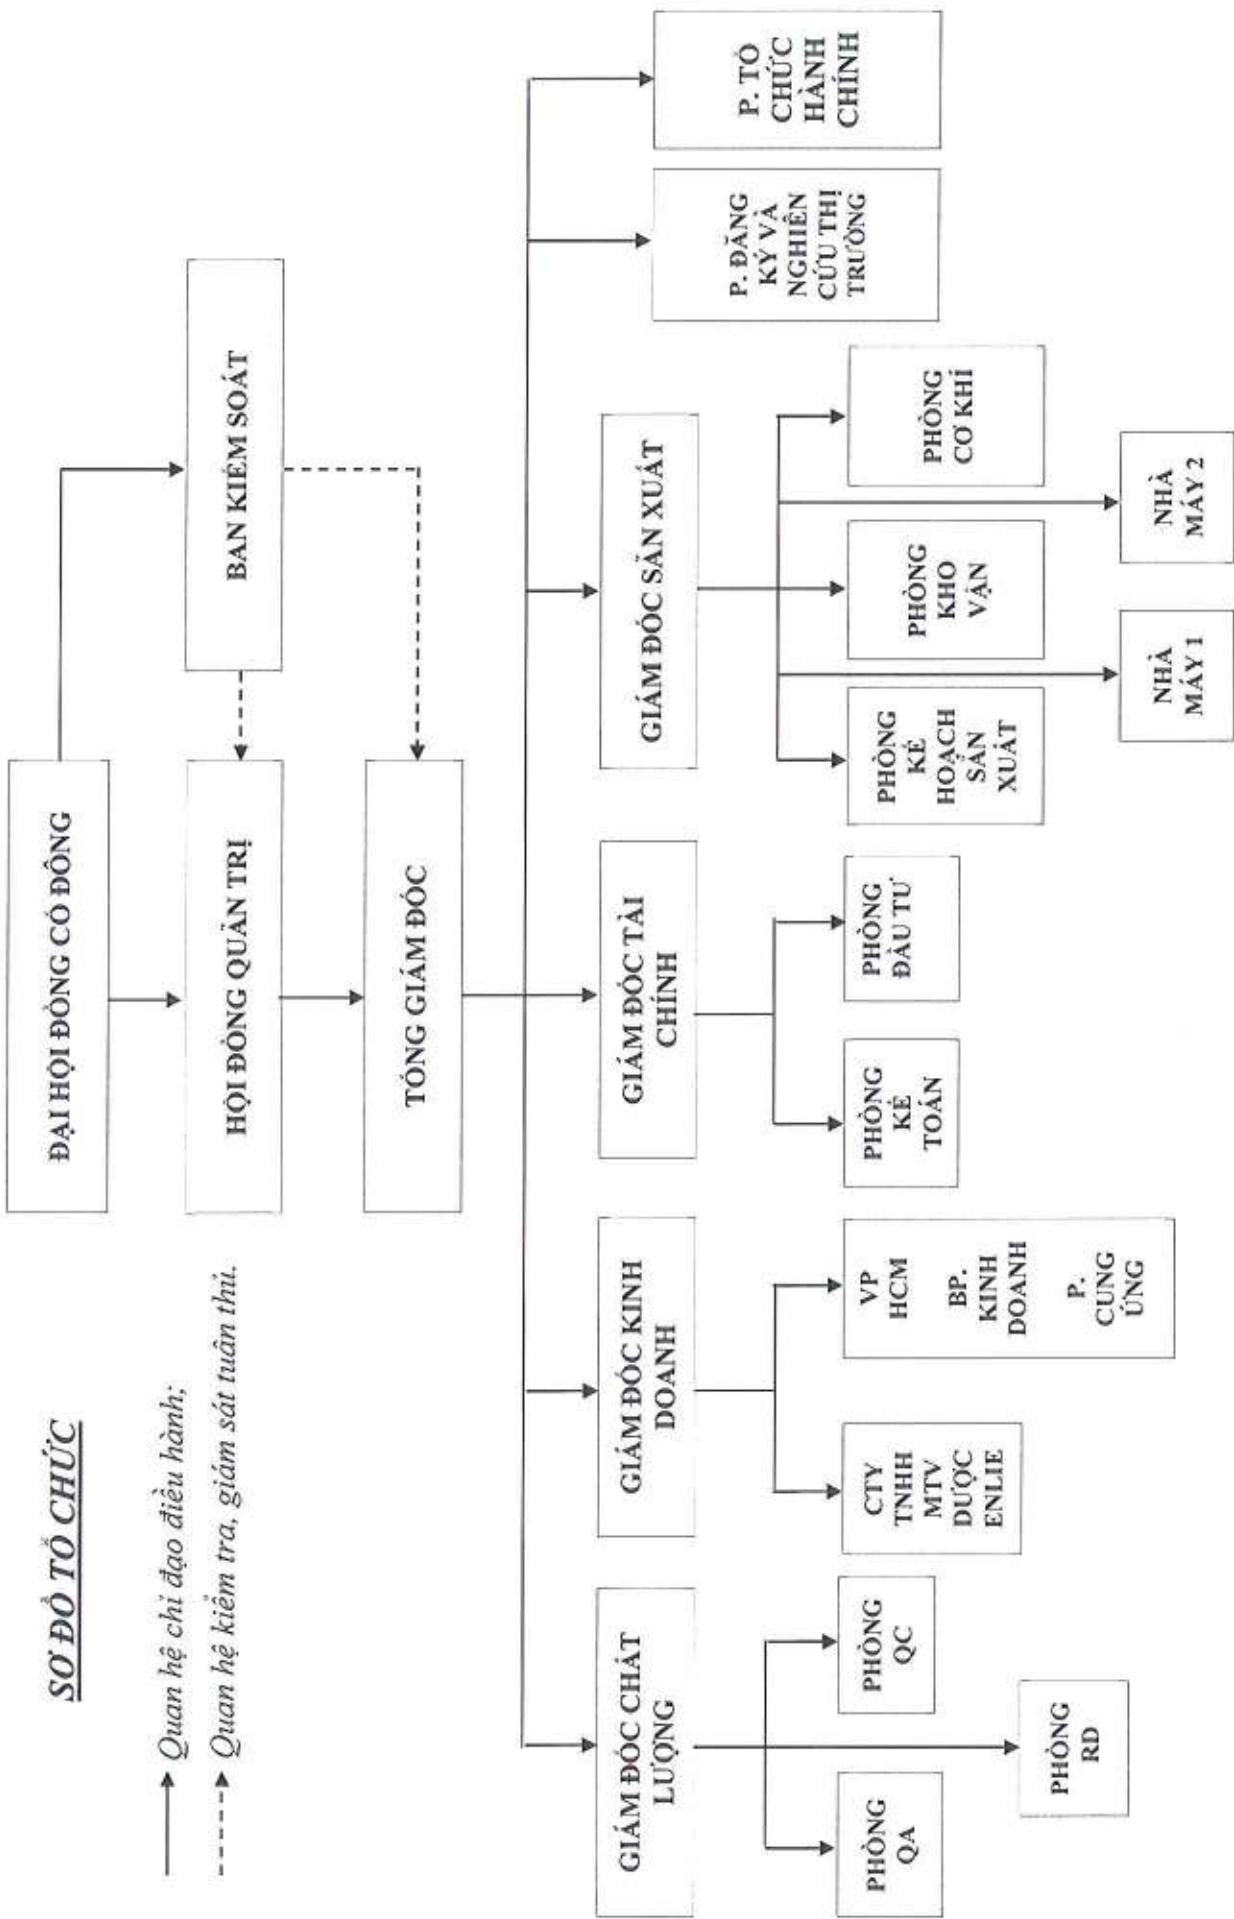 SƠ ĐỒ TỔ CHỨC
Quan hệ chỉ đạo điều hành;
Quan hệ kiểm tra, giám sát tuân thủ.
ĐẠI HỘI ĐỒNG CỔ ĐÔNG
BAN KIỂM SOÁT
HỘI ĐỒNG QUẢN TRỊ
TỔNG GIÁM ĐỐC
GIÁM ĐỐC CHẤT
LƯỢNG
GIÁM ĐỐC KINH
DOANH
GIÁM ĐỐC TÀI
CHÍNH
GIÁM ĐỐC SẢN XUẤT
P. ĐĂNG
KÝ VÀ
NGHIÊN
CỨU THỊ
TRƯỜNG
P. TỔ
CHỨC
HÀNH
CHÍNH
PHÒNG
QA
PHÒNG
QC
PHÒNG
RD
CTY
TNHH
MTV
DƯỢC
ENLIE
VP
HCM
BP.
KINH
DOANH
P.
CUNG
ỨNG
PHÒNG
KẾ
TOÁN
PHÒNG
ĐẦU TƯ
PHÒNG
KẾ
HOẠCH
SẢN
XUẤT
PHÒNG
KHO
VẬN
PHÒNG
CƠ KHÍ
NHÀ
MÁY 1
NHÀ
MÁY 2